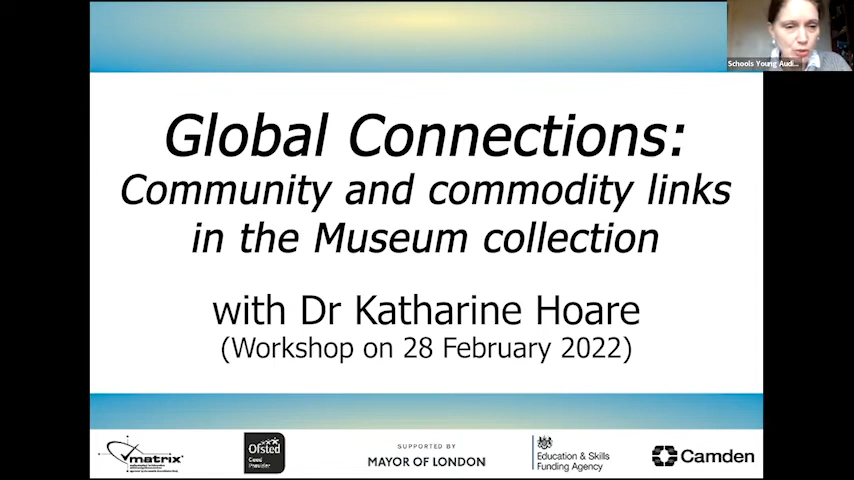 Schools Young Audi...
Global Connections:
Community and commodity links
in the Museum collection
with Dr Katharine Hoare
(Workshop on 28 February 2022)
matrix
Ofsted
Good
Provider
SUPPORTED BY
MAYOR OF LONDON
Education & Skills
Funding Agency
Camden